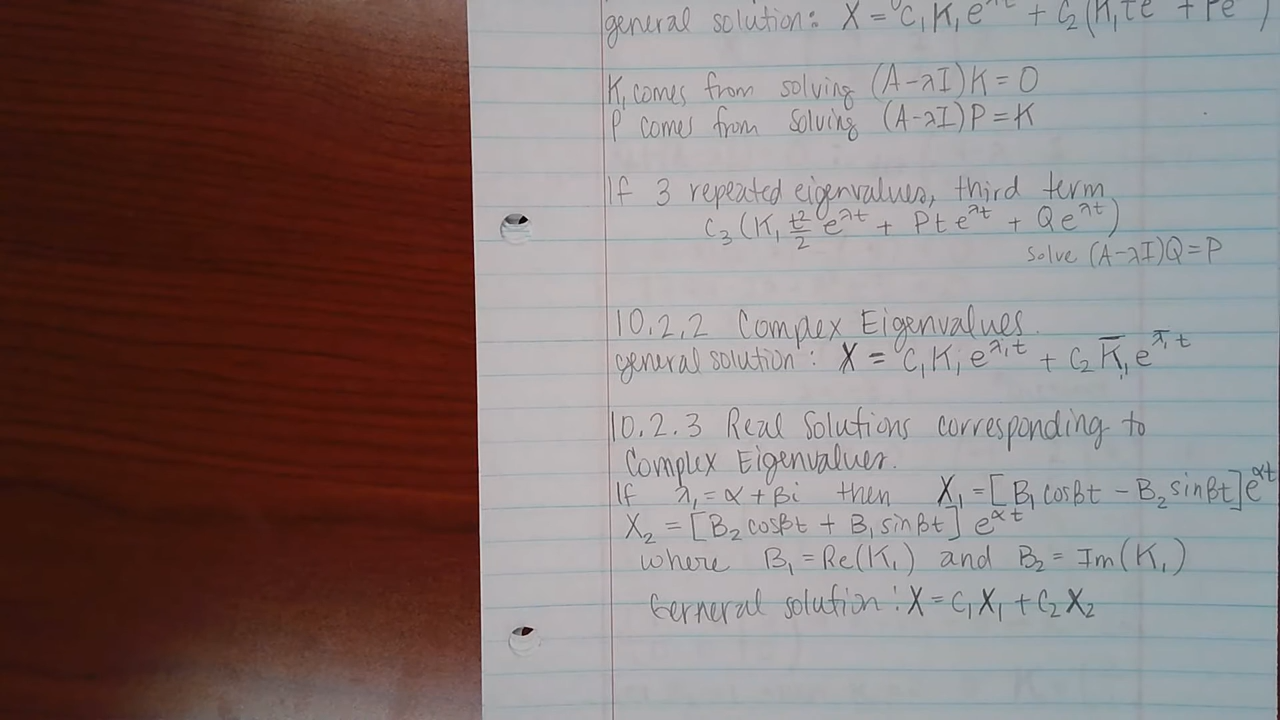 general solution: X = C₁K₁e^λt + C₂(K₁te + Pe )
K, comes from solving (A-λI)K=0
P comes from solving (A-λI)P=K
If 3 repeated eigenvalues, third term
C₃(K₁ t²/2 e^λt + Pte^λt + Qe^λt)
solve (A-λI)Q=P
10.2.2 Complex Eigenvalues.
general solution: X = C₁K₁e^λ₁t + C₂K̅₁e^λ̅₁t
10.2.3 Real Solutions corresponding to
Complex Eigenvalues.
If λ₁=α+βi then X₁=[B₁cosβt - B₂sinβt]e^αt
X₂=[B₂cosβt + B₁sinβt]e^αt
where B₁=Re(K₁) and B₂=Im(K₁)
Gerneral solution: X=C₁X₁+C₂X₂